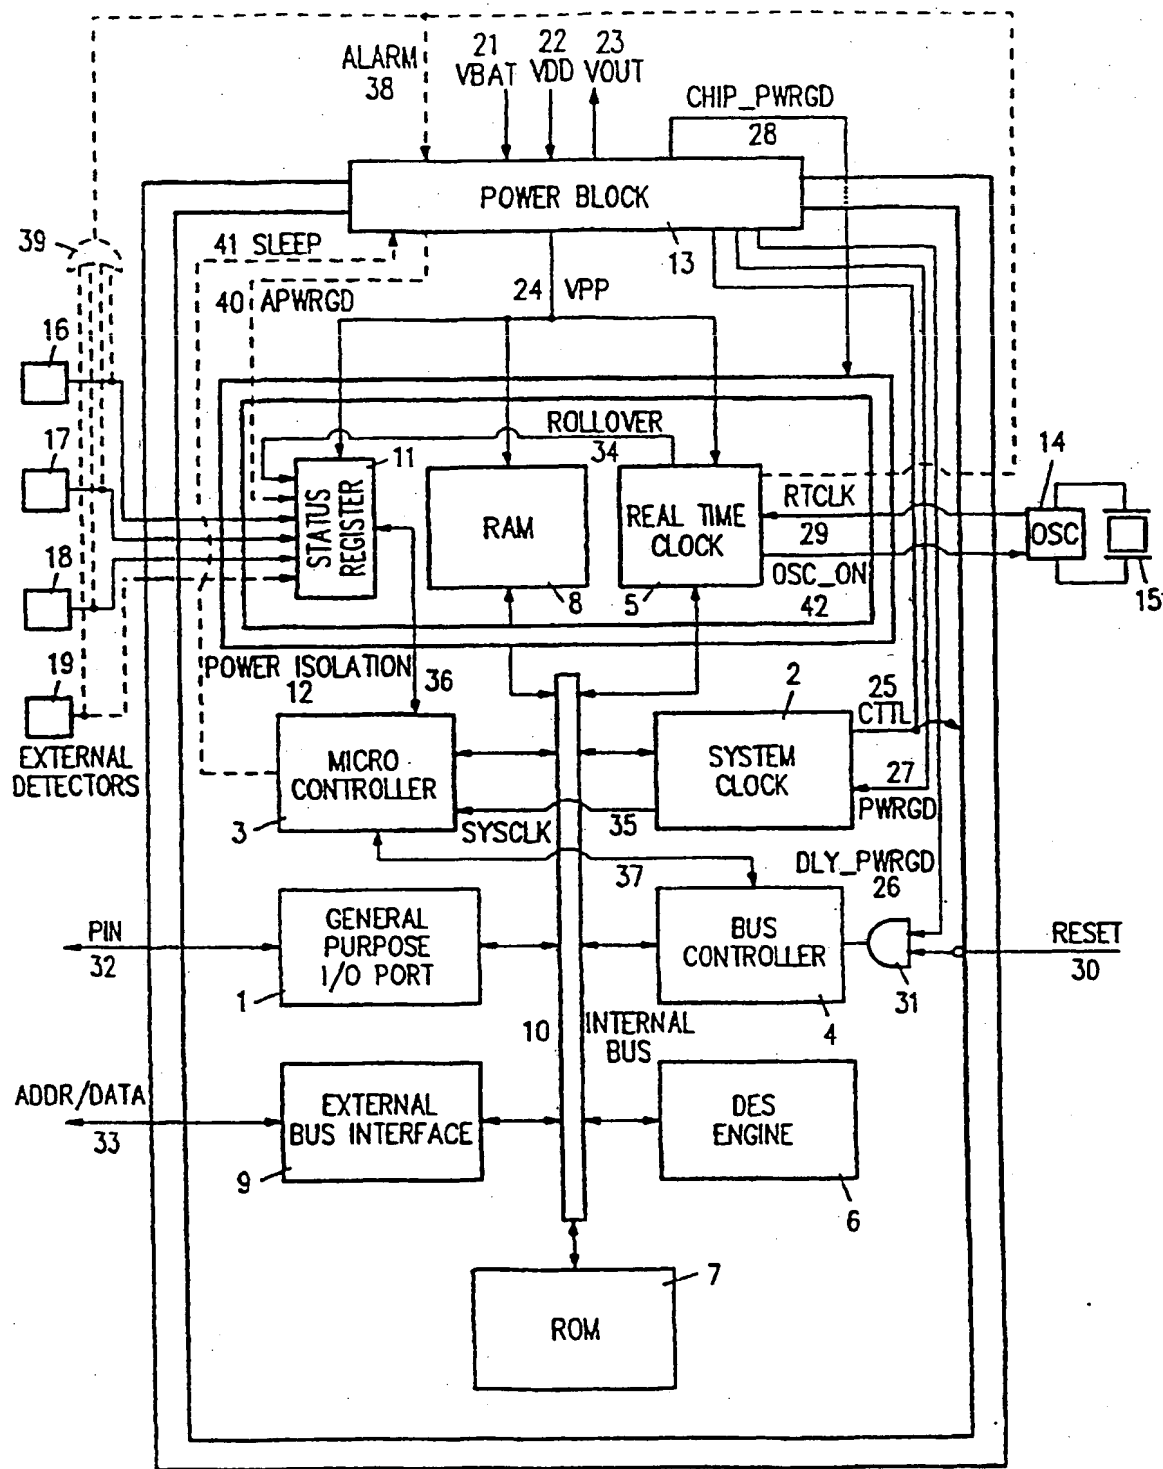 21
22
23
ALARM
38
VBAT
VDD
VOUT
CHIP_PWRGD
28
POWER BLOCK
13
39
41 SLEEP
40 APWRGD
24
VPP
16
17
18
19
EXTERNAL
DETECTORS
ROLLOVER
34
11
STATUS
REGISTER
RAM
8
REAL TIME
CLOCK
5
RTCLK
29
OSC_ON
42
14
OSC
15
POWER ISOLATION
12
36
2
25
CTTL
MICRO
CONTROLLER
3
SYSTEM
CLOCK
27
PWRGD
SYSCLK
35
37
DLY_PWRGD
26
PIN
32
GENERAL
PURPOSE
I/O PORT
1
BUS
CONTROLLER
4
31
RESET
30
10
INTERNAL
BUS
ADDR/DATA
33
EXTERNAL
BUS INTERFACE
9
DES
ENGINE
6
7
ROM